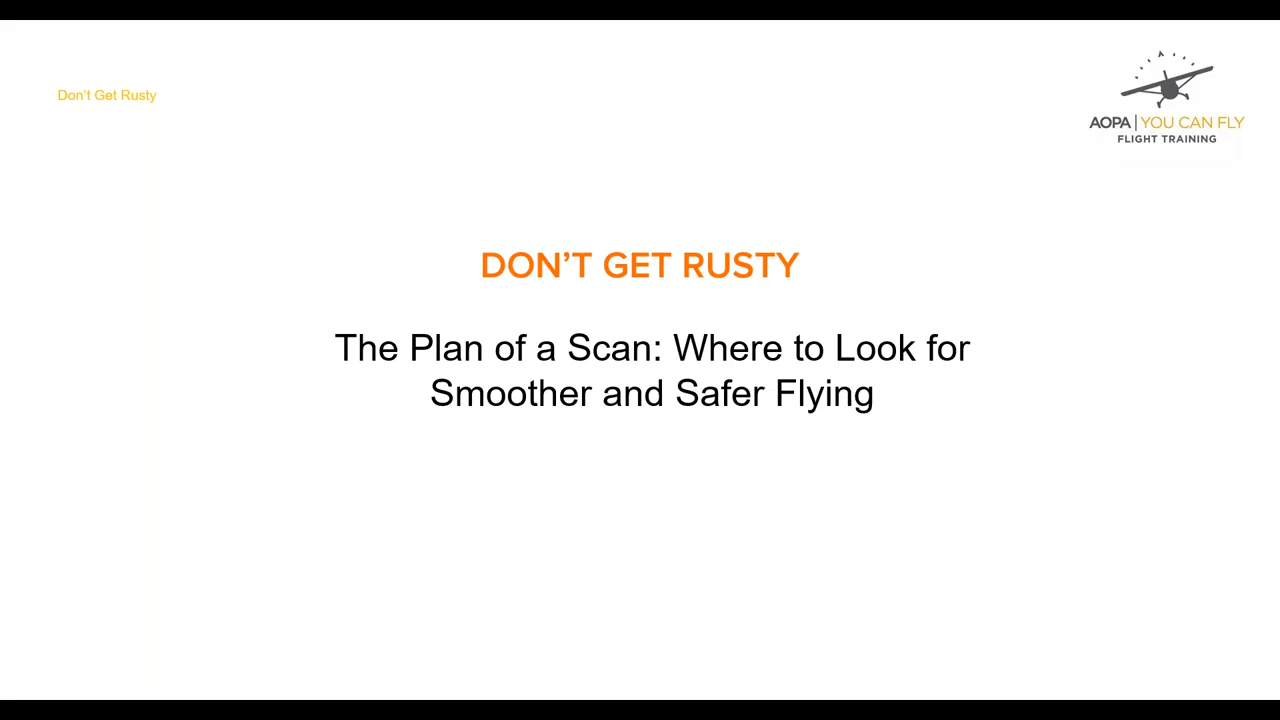 Don't Get Rusty
AOPA | YOU CAN FLY
FLIGHT TRAINING
DON'T GET RUSTY
The Plan of a Scan: Where to Look for
Smoother and Safer Flying